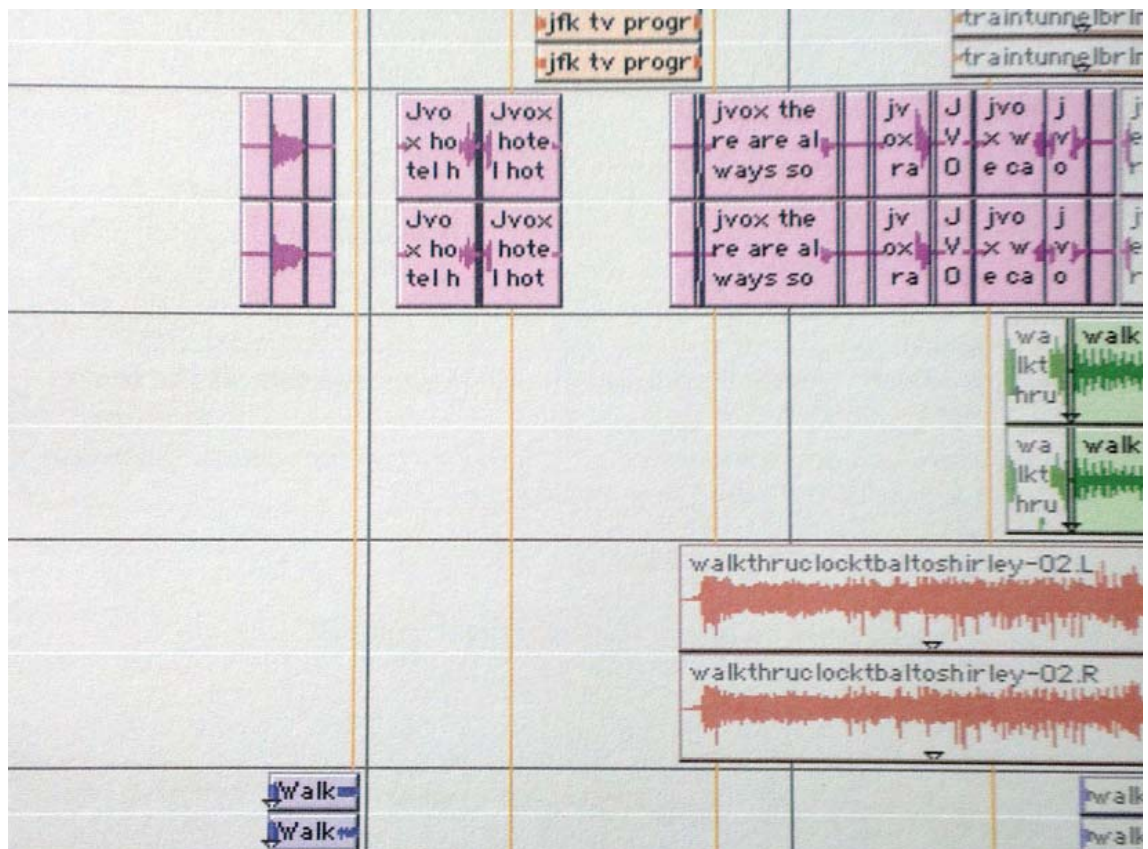 jfk tv progr
traintunnelbrin
jfk tv progr
traintunnelbrin
Jvo
x ho
tel h
Jvox
hote
l hot
jvox the
re are al
ways so
jv
ox
ra
J
V
O
jvo
x w
e ca
j
v
o
j
e
r
Jvo
x ho
tel h
Jvox
hote
l hot
jvox the
re are al
ways so
jv
ox
ra
J
V
O
jvo
x w
e ca
j
v
o
j
e
r
wa
lkt
hru
walk
wa
lkt
hru
walk
walkthruclocktbaltoshirley-02.L
walkthruclocktbaltoshirley-02.R
Walk
walk
Walk
walk